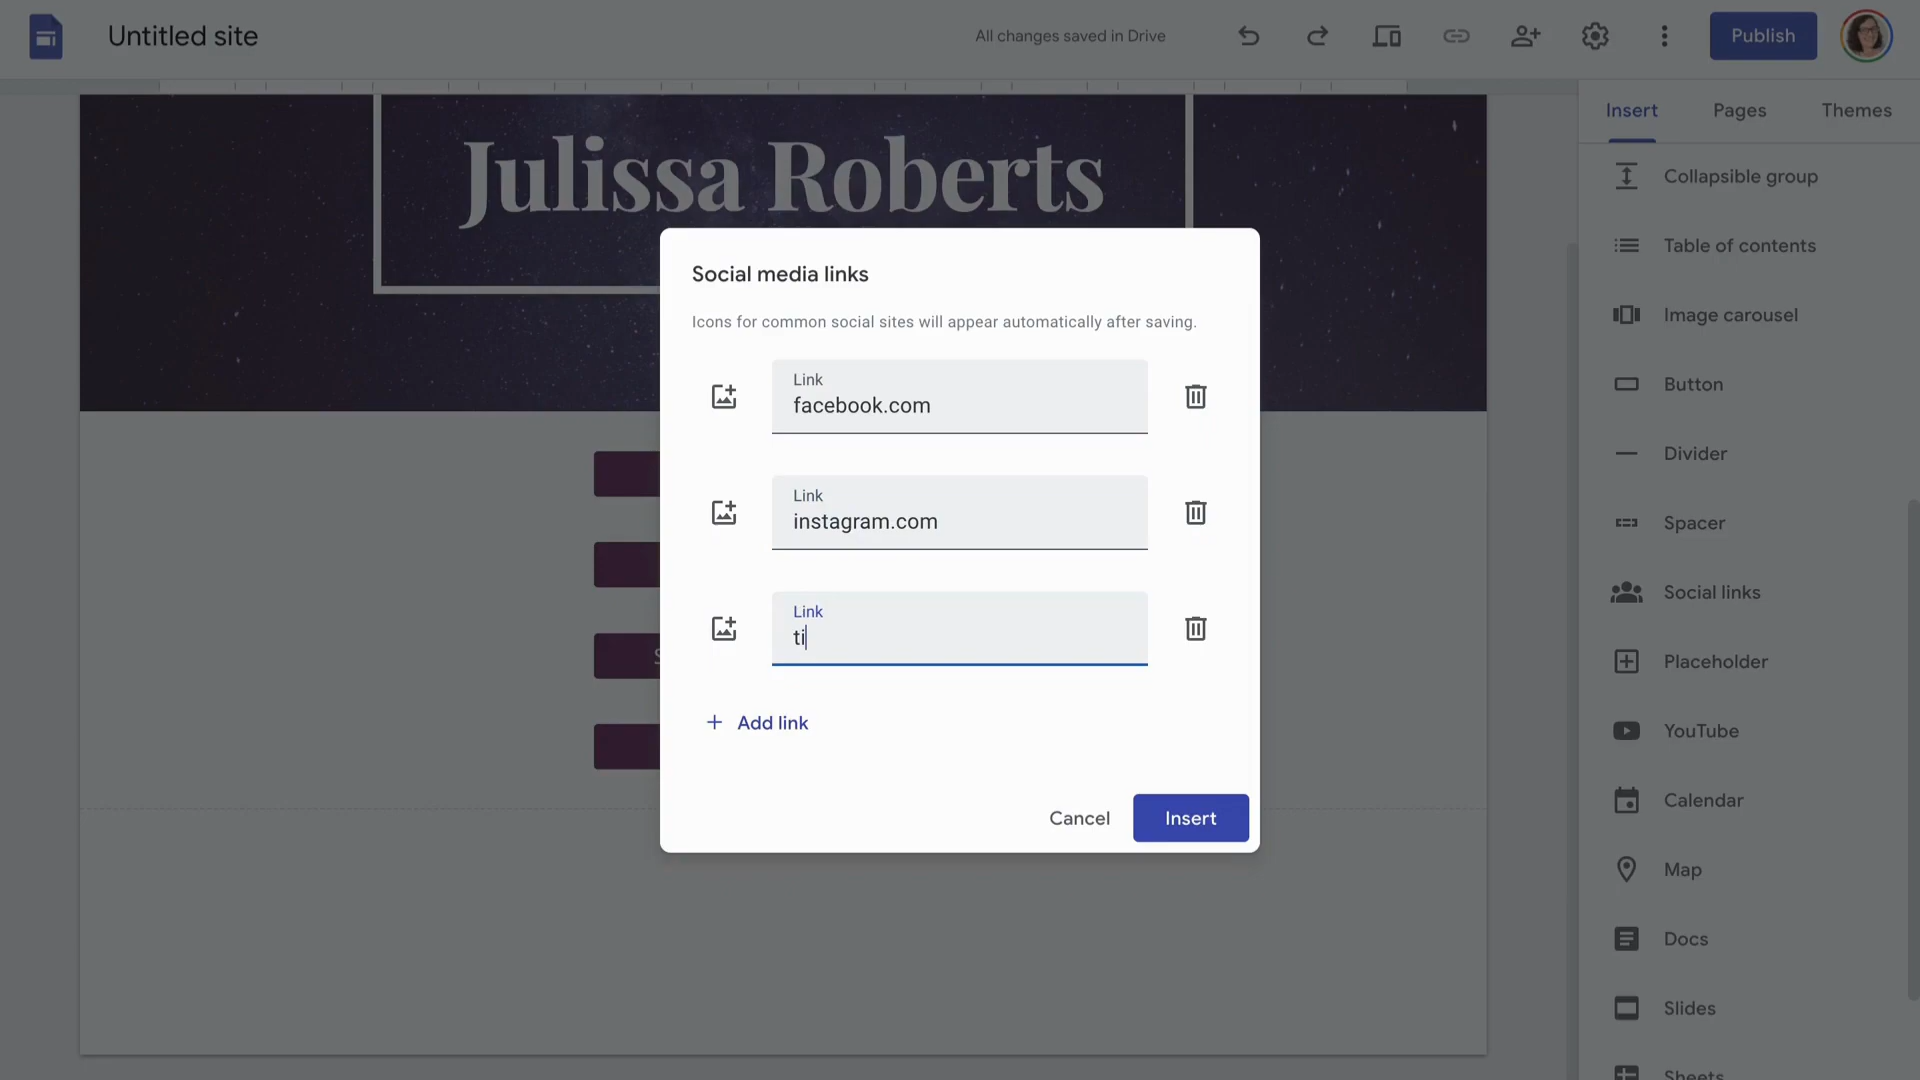 Untitled site
All changes saved in Drive
Publish
Insert Pages Themes
Julissa Roberts
Collapsible group
Table of contents
Image carousel
Button
Divider
Spacer
Social links
Placeholder
YouTube
Calendar
Map
Docs
Slides
Sheets
Social media links
Icons for common social sites will appear automatically after saving.
Link
facebook.com
Link
instagram.com
Link
ti
S
+ Add link
Cancel Insert